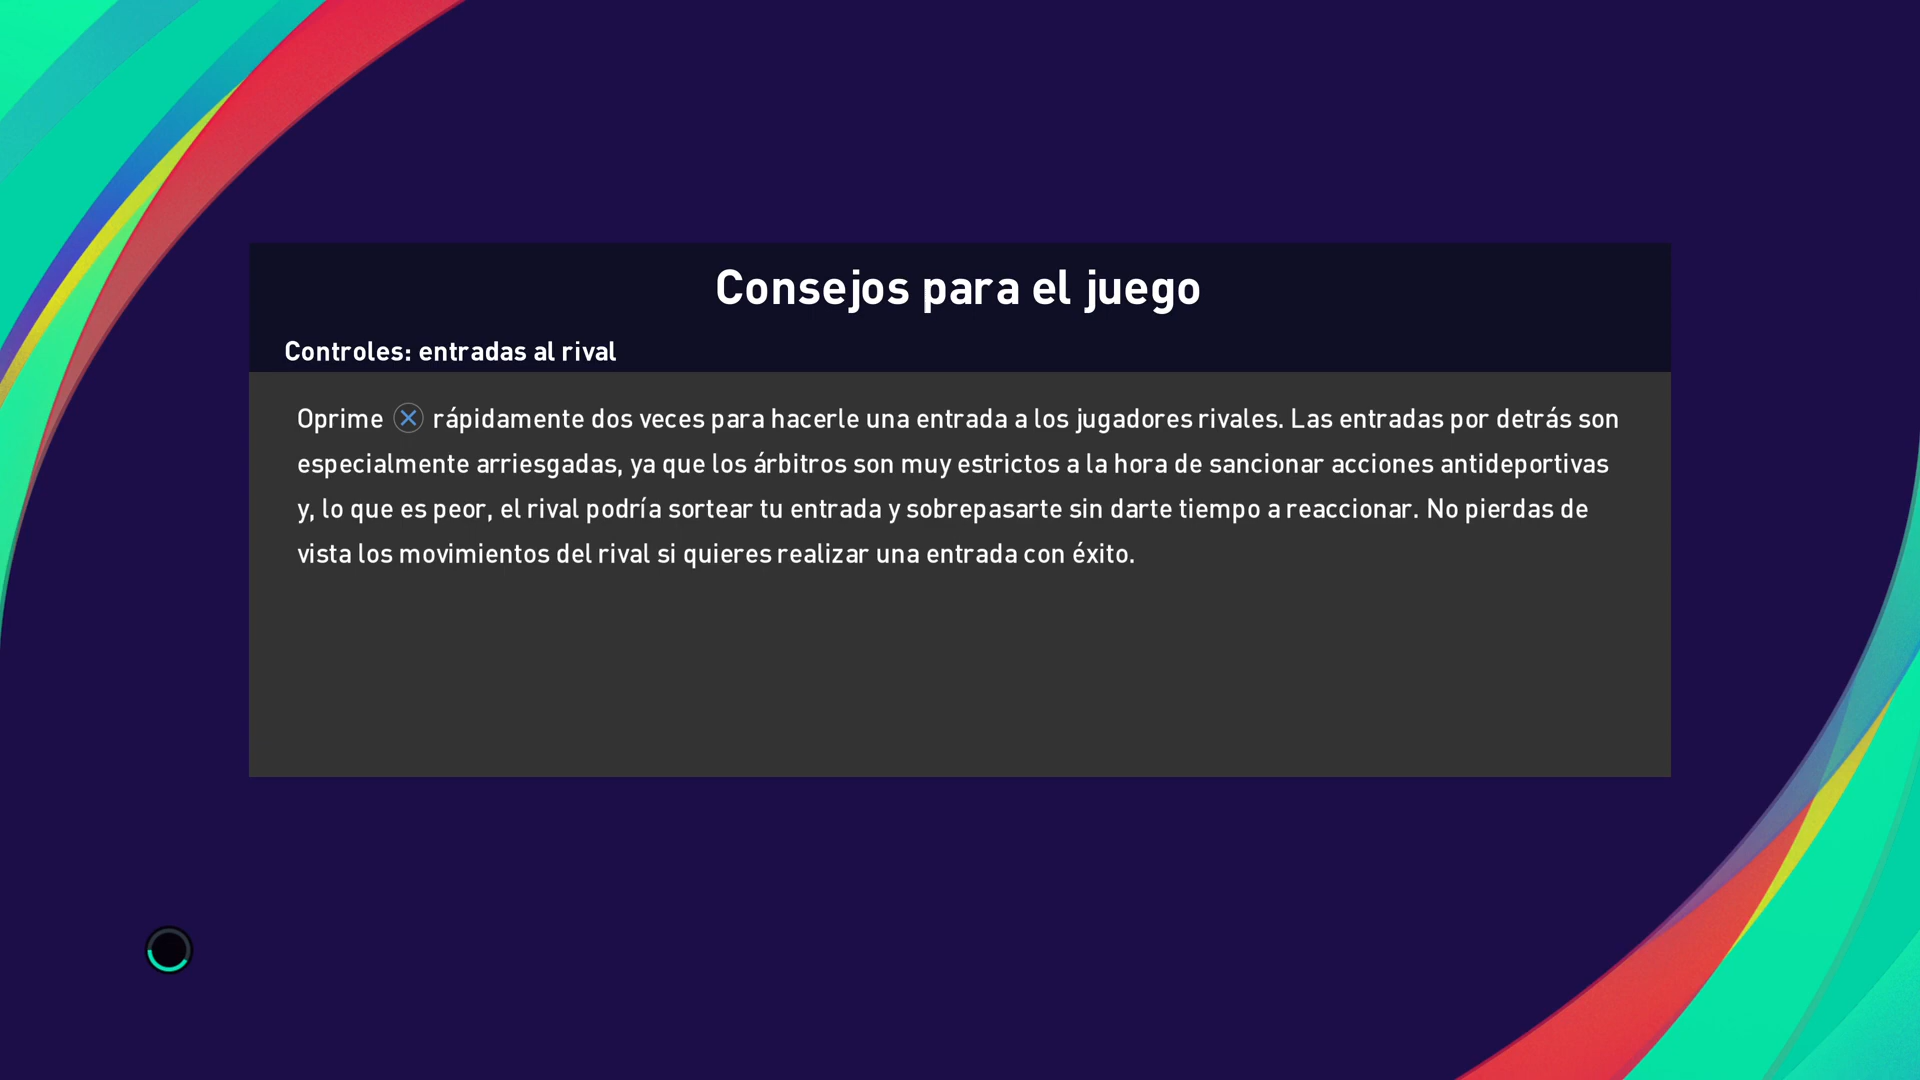 Consejos para el juego
Controles: entradas al rival
Oprime ⓧ rápidamente dos veces para hacerle una entrada a los jugadores rivales. Las entradas por detrás son
especialmente arriesgadas, ya que los árbitros son muy estrictos a la hora de sancionar acciones antideportivas
y, lo que es peor, el rival podría sortear tu entrada y sobrepasarte sin darte tiempo a reaccionar. No pierdas de
vista los movimientos del rival si quieres realizar una entrada con éxito.